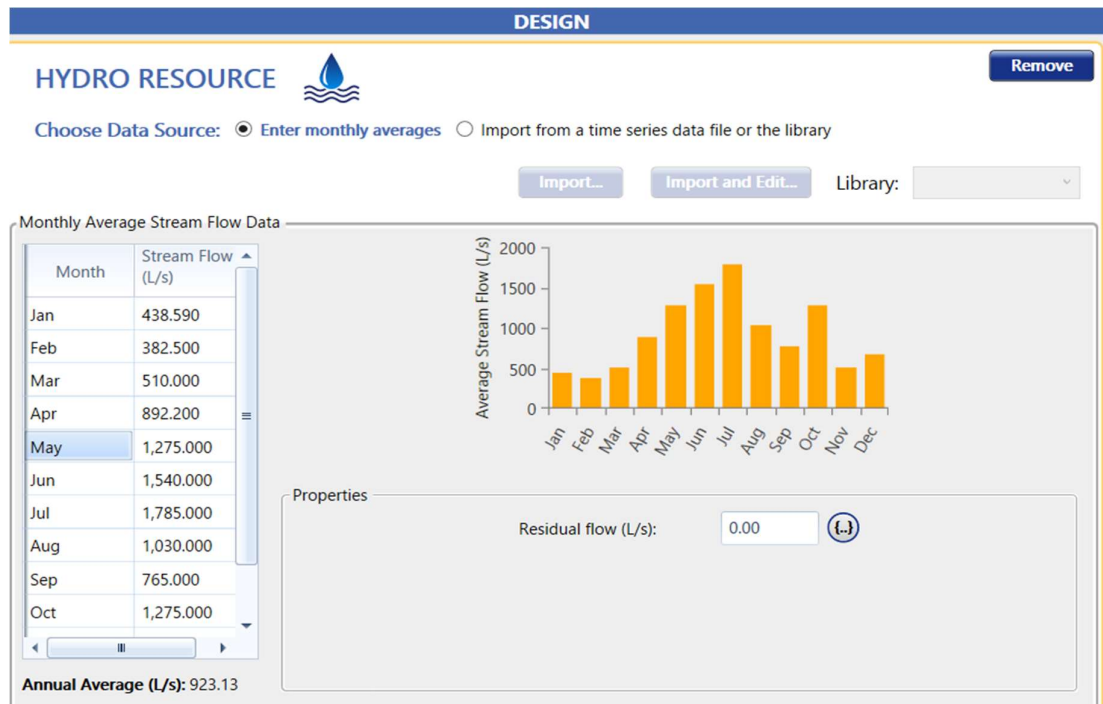 DESIGN
HYDRO RESOURCE
Remove
Choose Data Source: Enter monthly averages Import from a time series data file or the library
Import... Import and Edit... Library:
Monthly Average Stream Flow Data
Month Stream Flow (L/s)
Jan 438.590
Feb 382.500
Mar 510.000
Apr 892.200
May 1,275.000
Jun 1,540.000
Jul 1,785.000
Aug 1,030.000
Sep 765.000
Oct 1,275.000
Annual Average (L/s): 923.13
Average Stream Flow (L/s)
2000
1500
1000
500
0
Jan Feb Mar Apr May Jun Jul Aug Sep Oct Nov Dec
Properties
Residual flow (L/s): 0.00 {..}